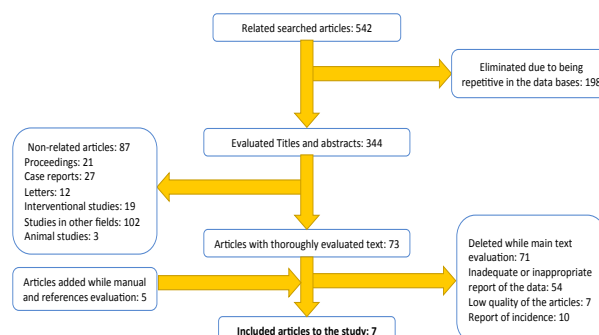 Related searched articles: 542
Eliminated due to being
repetitive in the data bases: 198
Evaluated Titles and abstracts: 344
Non-related articles: 87
Proceedings: 21
Case reports: 27
Letters: 12
Interventional studies: 19
Studies in other fields: 102
Animal studies: 3
Articles with thoroughly evaluated text: 73
Deleted while main text
evaluation: 71
Inadequate or inappropriate
report of the data: 54
Low quality of the articles: 7
Report of incidence: 10
Articles added while manual
and references evaluation: 5
Included articles to the study: 7